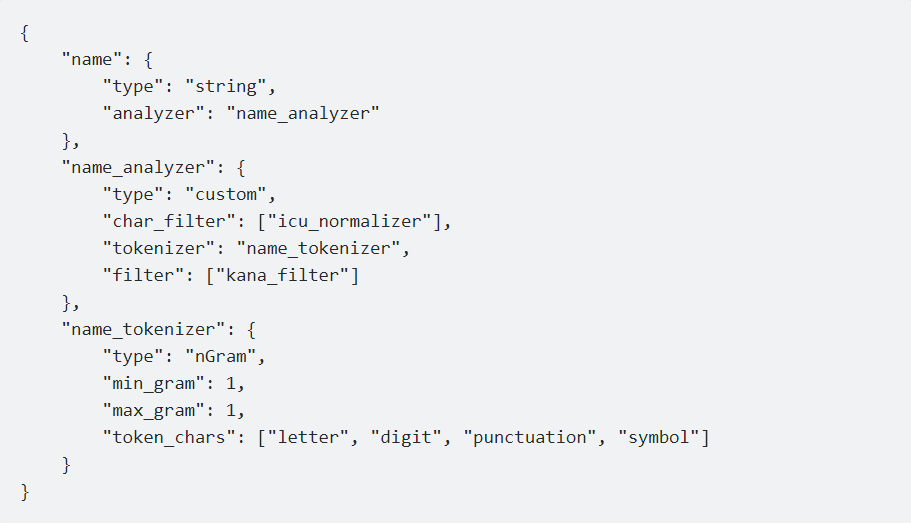 {
    "name": {
        "type": "string",
        "analyzer": "name_analyzer"
    },
    "name_analyzer": {
        "type": "custom",
        "char_filter": ["icu_normalizer"],
        "tokenizer": "name_tokenizer",
        "filter": ["kana_filter"]
    },
    "name_tokenizer": {
        "type": "nGram",
        "min_gram": 1,
        "max_gram": 1,
        "token_chars": ["letter", "digit", "punctuation", "symbol"]
    }
}